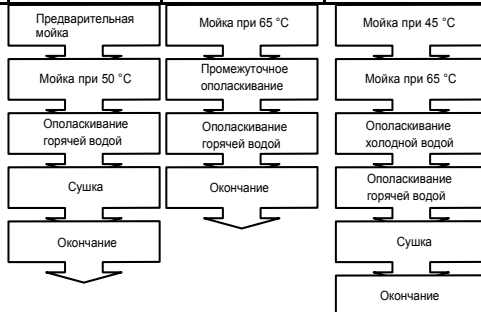 Предварительная
мойка
Мойка при 50 °C
Ополаскивание
горячей водой
Сушка
Окончание
Мойка при 65 °C
Промежуточное
ополаскивание
Ополаскивание
горячей водой
Окончание
Мойка при 45 °C
Мойка при 65 °C
Ополаскивание
холодной водой
Ополаскивание
горячей водой
Сушка
Окончание